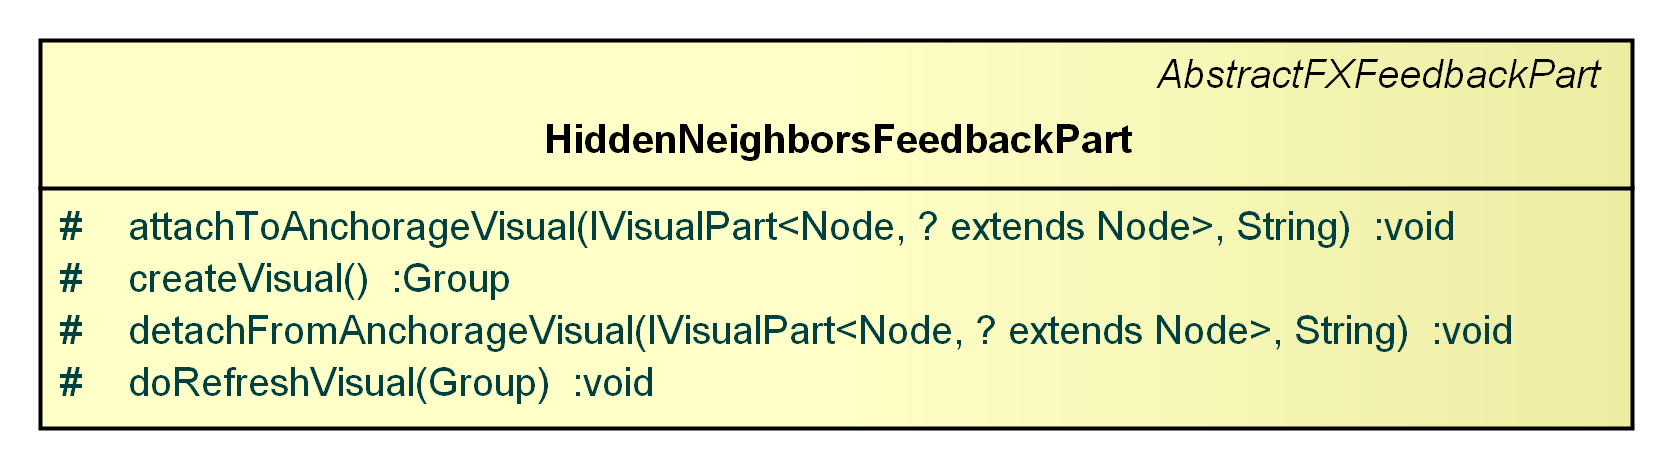 AbstractFXFeedbackPart
HiddenNeighborsFeedbackPart
# attachToAnchorageVisual(IVisualPart<Node, ? extends Node>, String) :void
# createVisual() :Group
# detachFromAnchorageVisual(IVisualPart<Node, ? extends Node>, String) :void
# doRefreshVisual(Group) :void